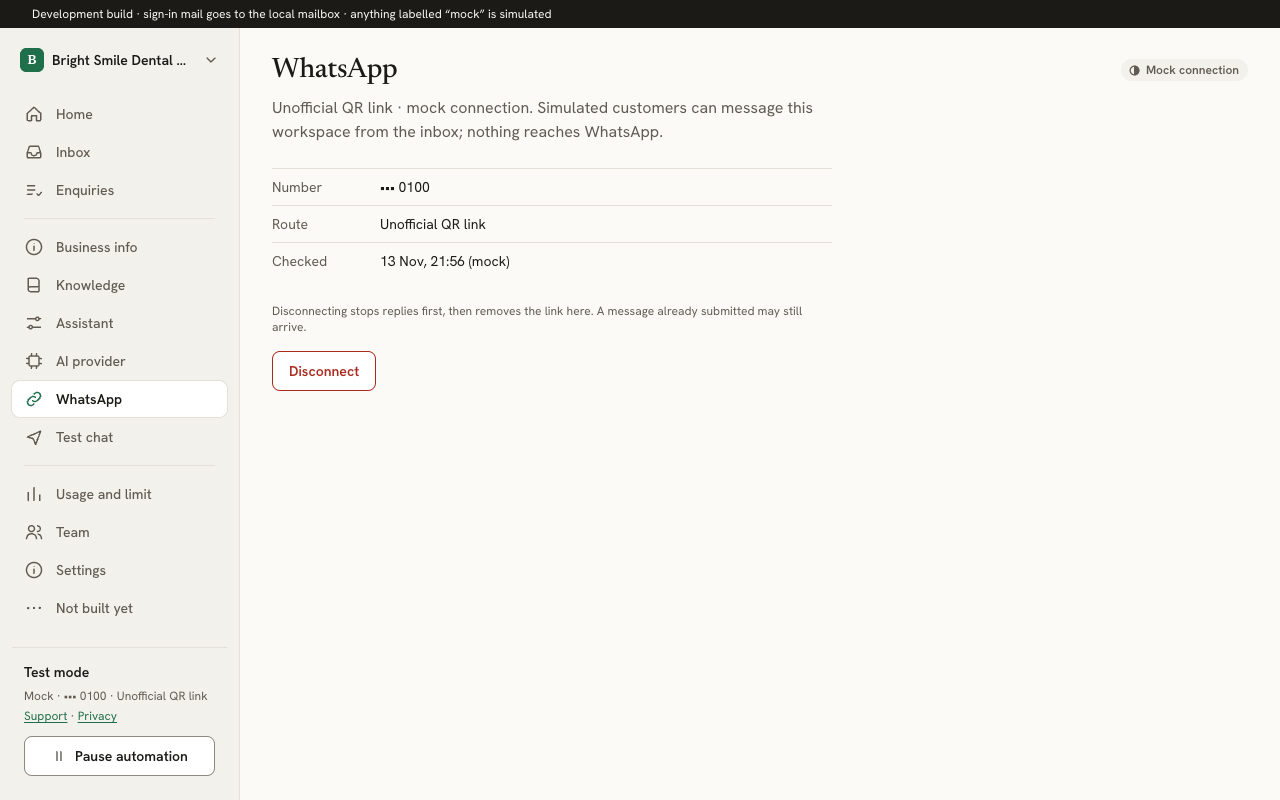 Development build · sign-in mail goes to the local mailbox · anything labelled “mock” is simulated
B
Bright Smile Dental ...
Home
Inbox
Enquiries
Business info
Knowledge
Assistant
AI provider
WhatsApp
Test chat
Usage and limit
Team
Settings
Not built yet
Test mode
Mock · ••• 0100 · Unofficial QR link
Support · Privacy
Pause automation
WhatsApp
Mock connection
Unofficial QR link · mock connection. Simulated customers can message this
workspace from the inbox; nothing reaches WhatsApp.
Number ••• 0100
Route Unofficial QR link
Checked 13 Nov, 21:56 (mock)
Disconnecting stops replies first, then removes the link here. A message already submitted may still
arrive.
Disconnect